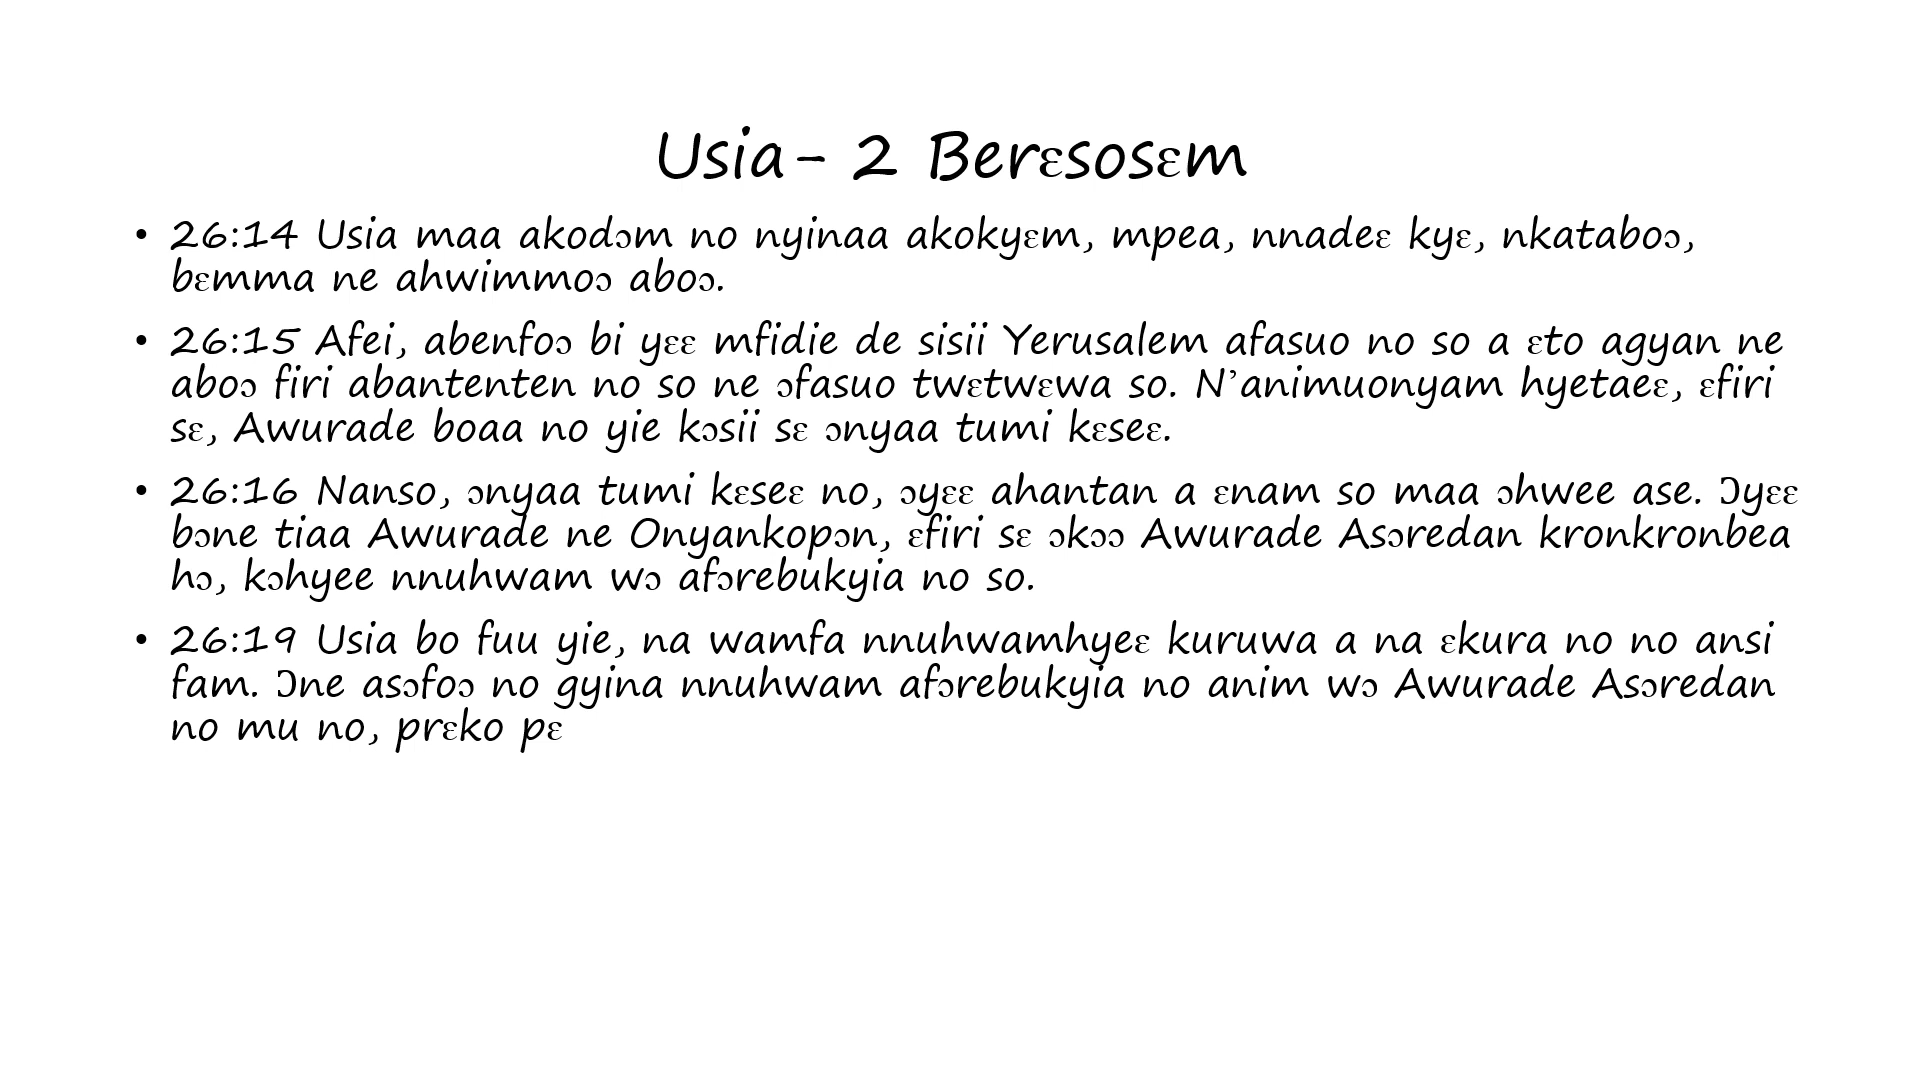 Usia- 2 Berɛsosɛm
• 26:14 Usia maa akodɔm no nyinaa akokyɛm, mpea, nnadeɛ kyɛ, nkataboɔ,
bɛmma ne ahwimmoɔ aboɔ.
• 26:15 Afei, abenfoɔ bi yɛɛ mfidie de sisii Yerusalem afasuo no so a ɛto agyan ne
aboɔ firi abantenten no so ne ɔfasuo twɛtwɛwa so. N’animuonyam hyetaeɛ, ɛfiri
sɛ, Awurade boaa no yie kɔsii sɛ ɔnyaa tumi kɛseɛ.
• 26:16 Nanso, ɔnyaa tumi kɛseɛ no, ɔyɛɛ ahantan a ɛnam so maa ɔhwee ase. Ɔyɛɛ
bɔne tiaa Awurade ne Onyankopɔn, ɛfiri sɛ ɔkɔɔ Awurade Asɔredan kronkronbea
hɔ, kɔhyee nnuhwam wɔ afɔrebukyia no so.
• 26:19 Usia bo fuu yie, na wamfa nnuhwamhyeɛ kuruwa a na ɛkura no no ansi
fam. Ɔne asɔfoɔ no gyina nnuhwam afɔrebukyia no anim wɔ Awurade Asɔredan
no mu no, prɛko pɛ